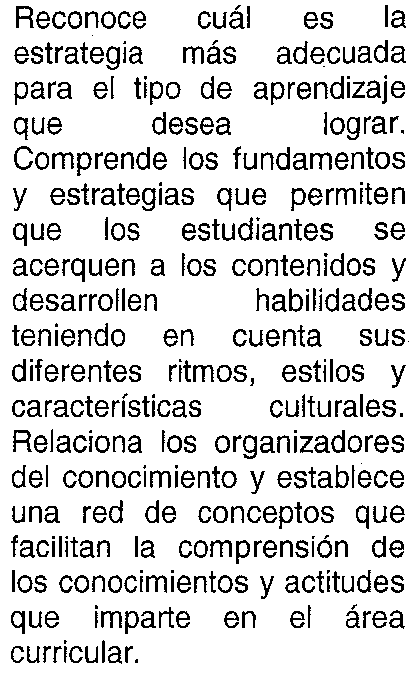 Reconoce cuál es la
estrategia más adecuada
para el tipo de aprendizaje
que desea lograr.
Comprende los fundamentos
y estrategias que permiten
que los estudiantes se
acerquen a los contenidos y
desarrollen habilidades
teniendo en cuenta sus
diferentes ritmos, estilos y
características culturales.
Relaciona los organizadores
del conocimiento y establece
una red de conceptos que
facilitan la comprensión de
los conocimientos y actitudes
que imparte en el área
curricular.